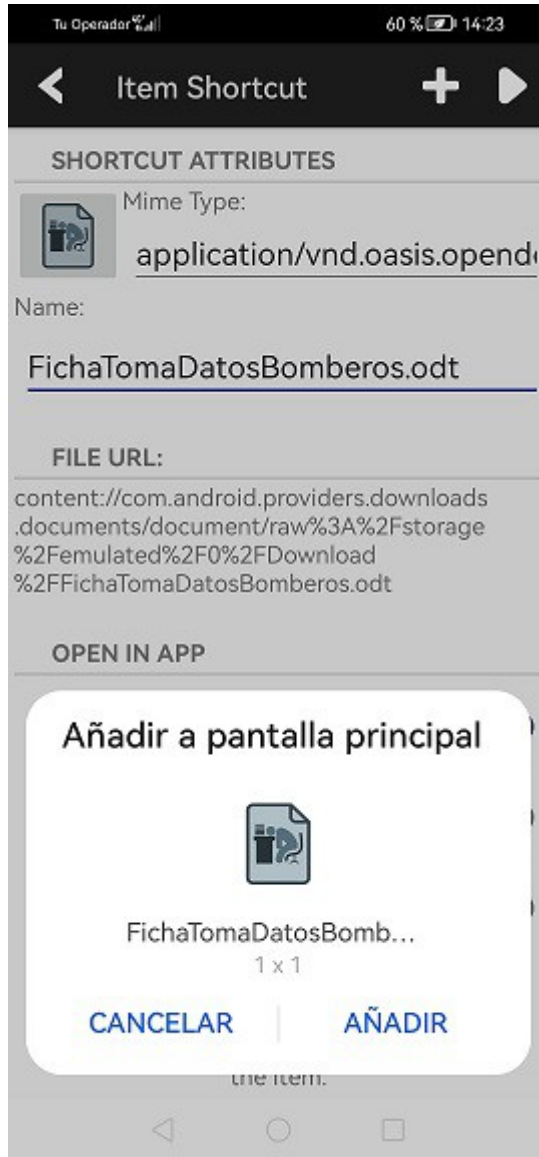 Tu Operador
60 % 14:23
Item Shortcut
SHORTCUT ATTRIBUTES
Mime Type:
application/vnd.oasis.opend
Name:
FichaTomaDatosBomberos.odt
FILE URL:
content://com.android.providers.downloads
.documents/document/raw%3A%2Fstorage
%2Femulated%2F0%2FDownload
%2FFichaTomaDatosBomberos.odt
OPEN IN APP
Añadir a pantalla principal
FichaTomaDatosBomb...
1 x 1
CANCELAR AÑADIR
the item.